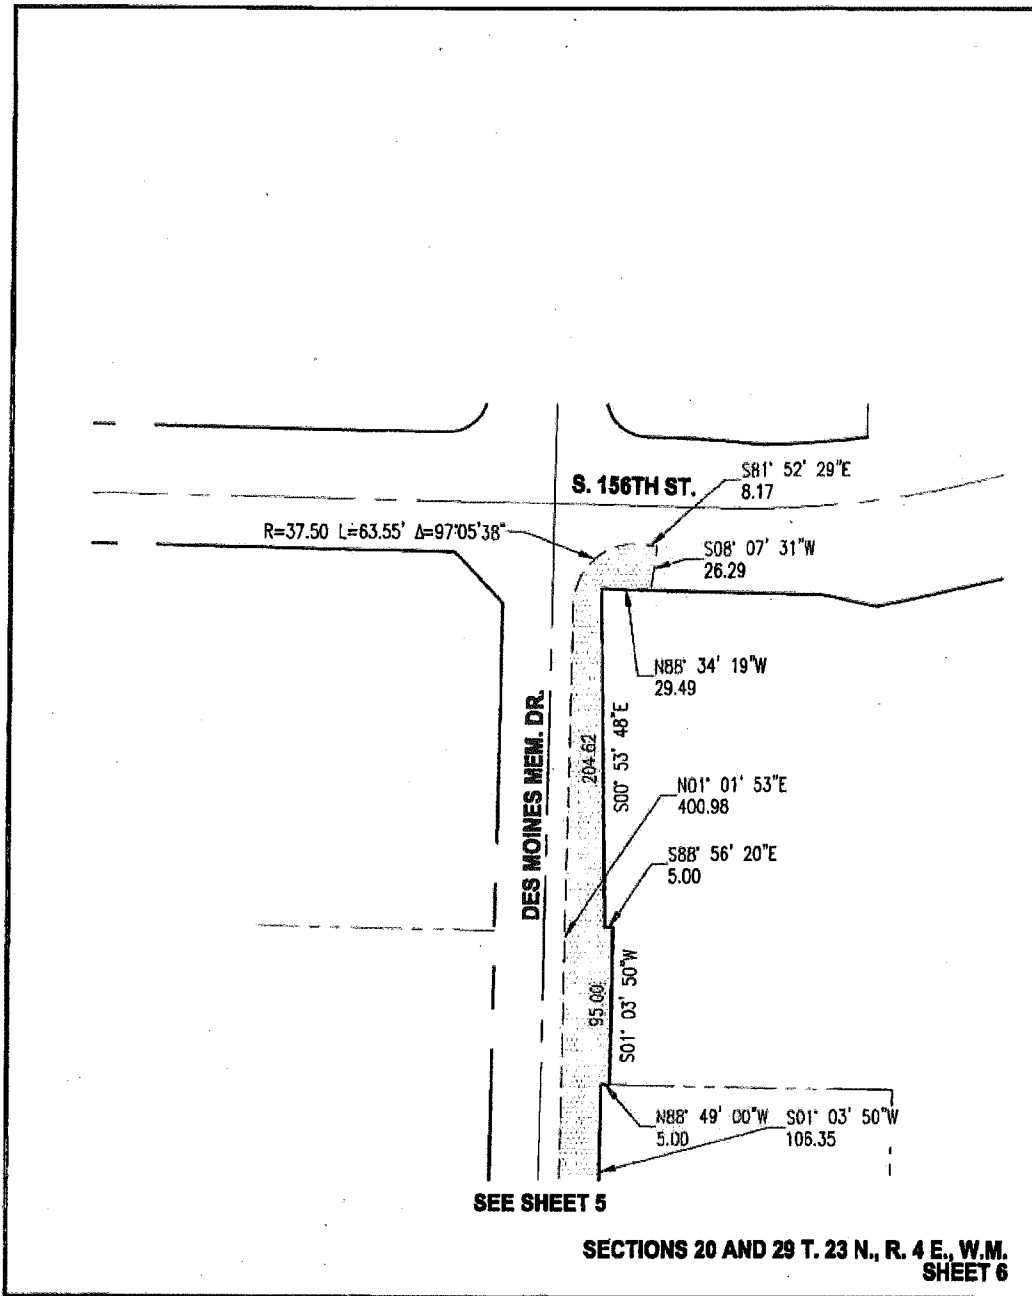 S81° 52' 29"E
8.17
S. 156TH ST.
R=37.50 L=63.55' Δ=97°05'38"
S08° 07' 31"W
26.29
N88° 34' 19"W
29.49
DES MOINES MEM. DR.
204.62
S00° 53' 48"E
N01° 01' 53"E
400.98
S88° 56' 20"E
5.00
95.00
S01° 03' 50"W
N88° 49' 00"W
5.00
S01° 03' 50"W
106.35
SEE SHEET 5
SECTIONS 20 AND 29 T. 23 N., R. 4 E., W.M.
SHEET 6